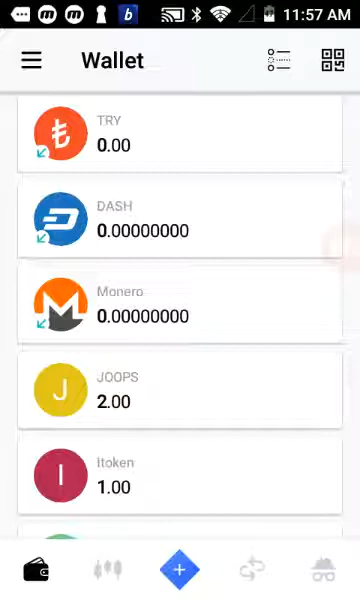 b
11:57 AM
Wallet
TRY
0.00
DASH
0.00000000
Monero
0.00000000
J
JOOPS
2.00
I
Itoken
1.00